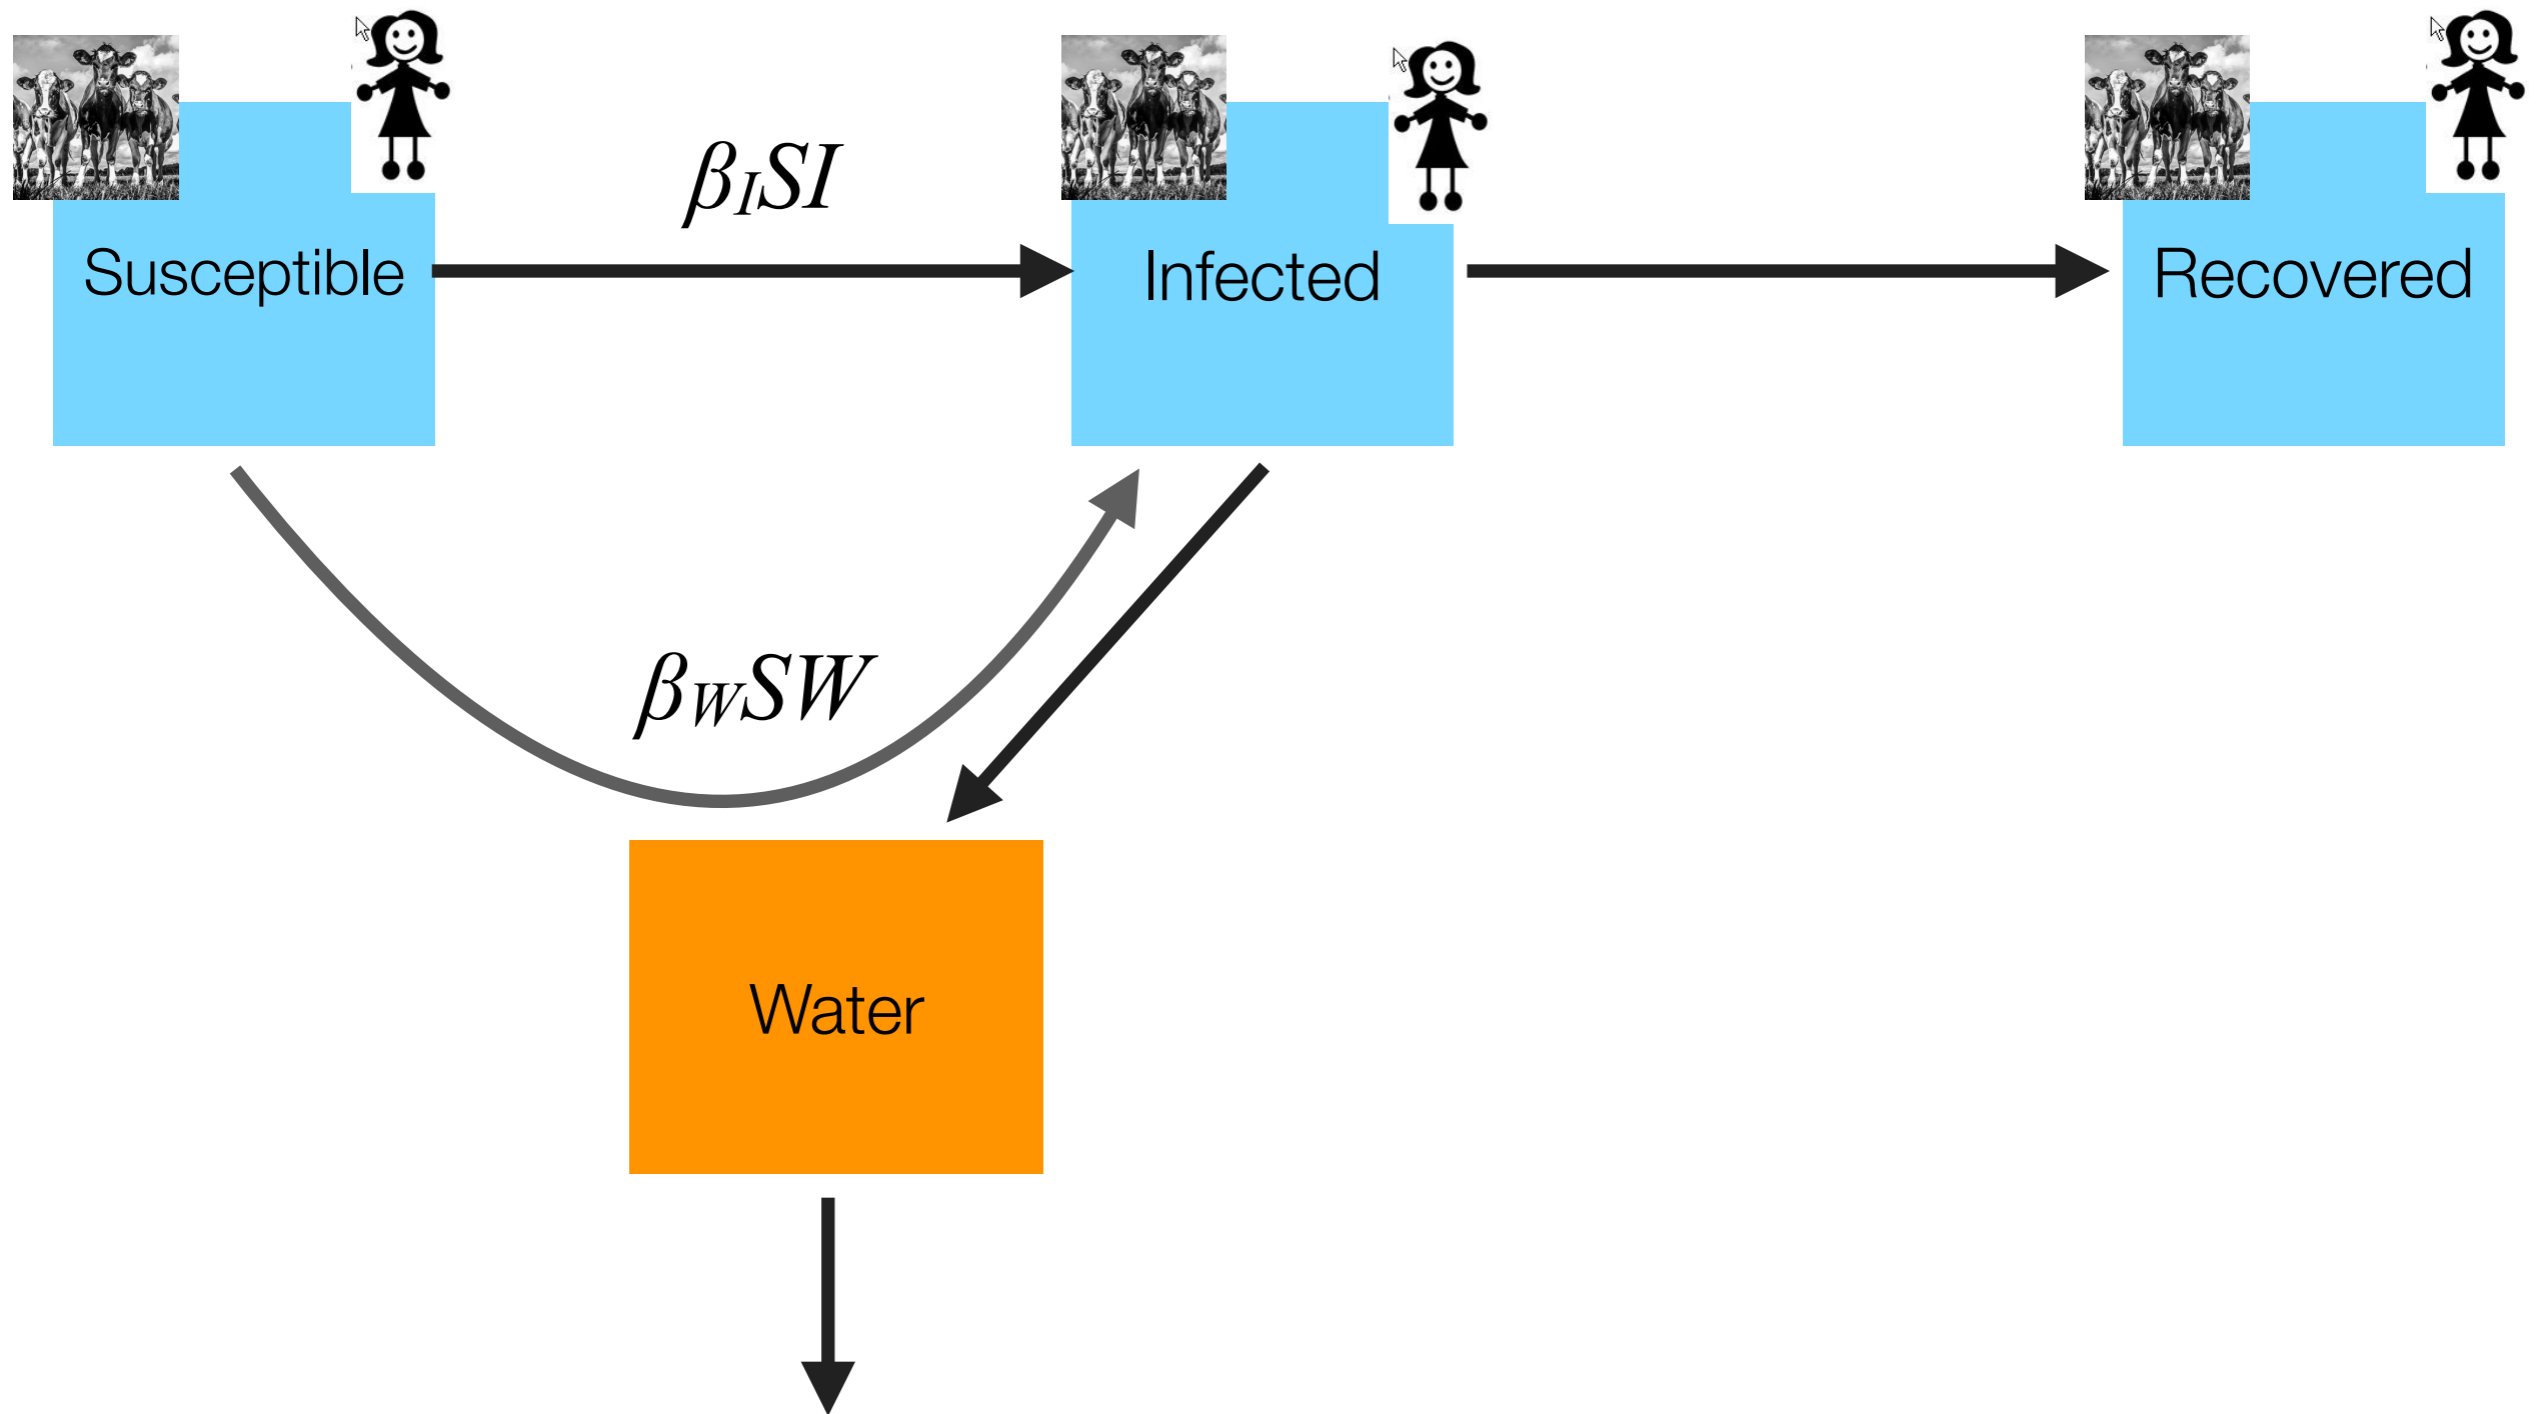 β_I SI
Susceptible
Infected
Recovered
β_W SW
Water